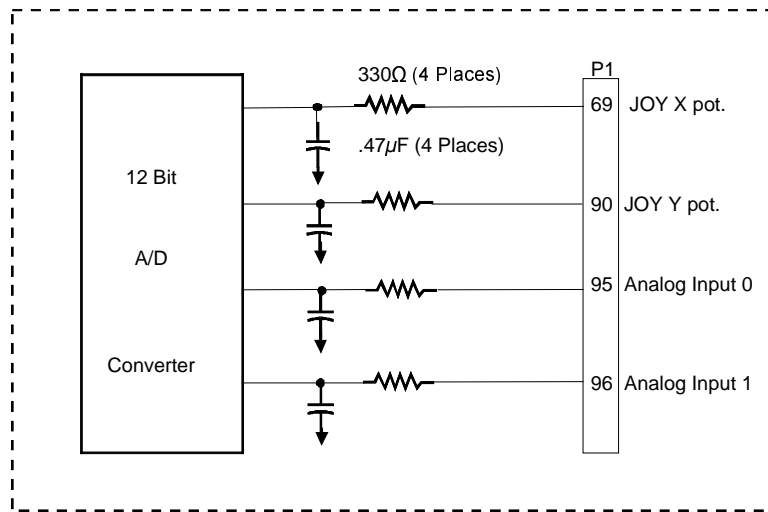 330Ω (4 Places)
P1
69 JOY X pot.
.47µF (4 Places)
12 Bit
90 JOY Y pot.
A/D
95 Analog Input 0
Converter
96 Analog Input 1